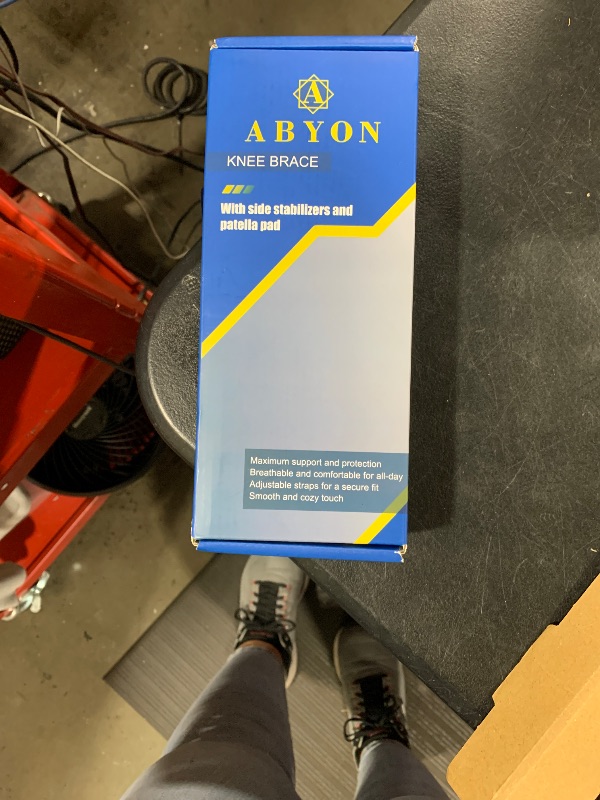 A
ABYON
KNEE BRACE
With side stabilizers and
patella pad
Maximum support and protection
Breathable and comfortable for all-day
Adjustable straps for a secure fit
Smooth and cozy touch